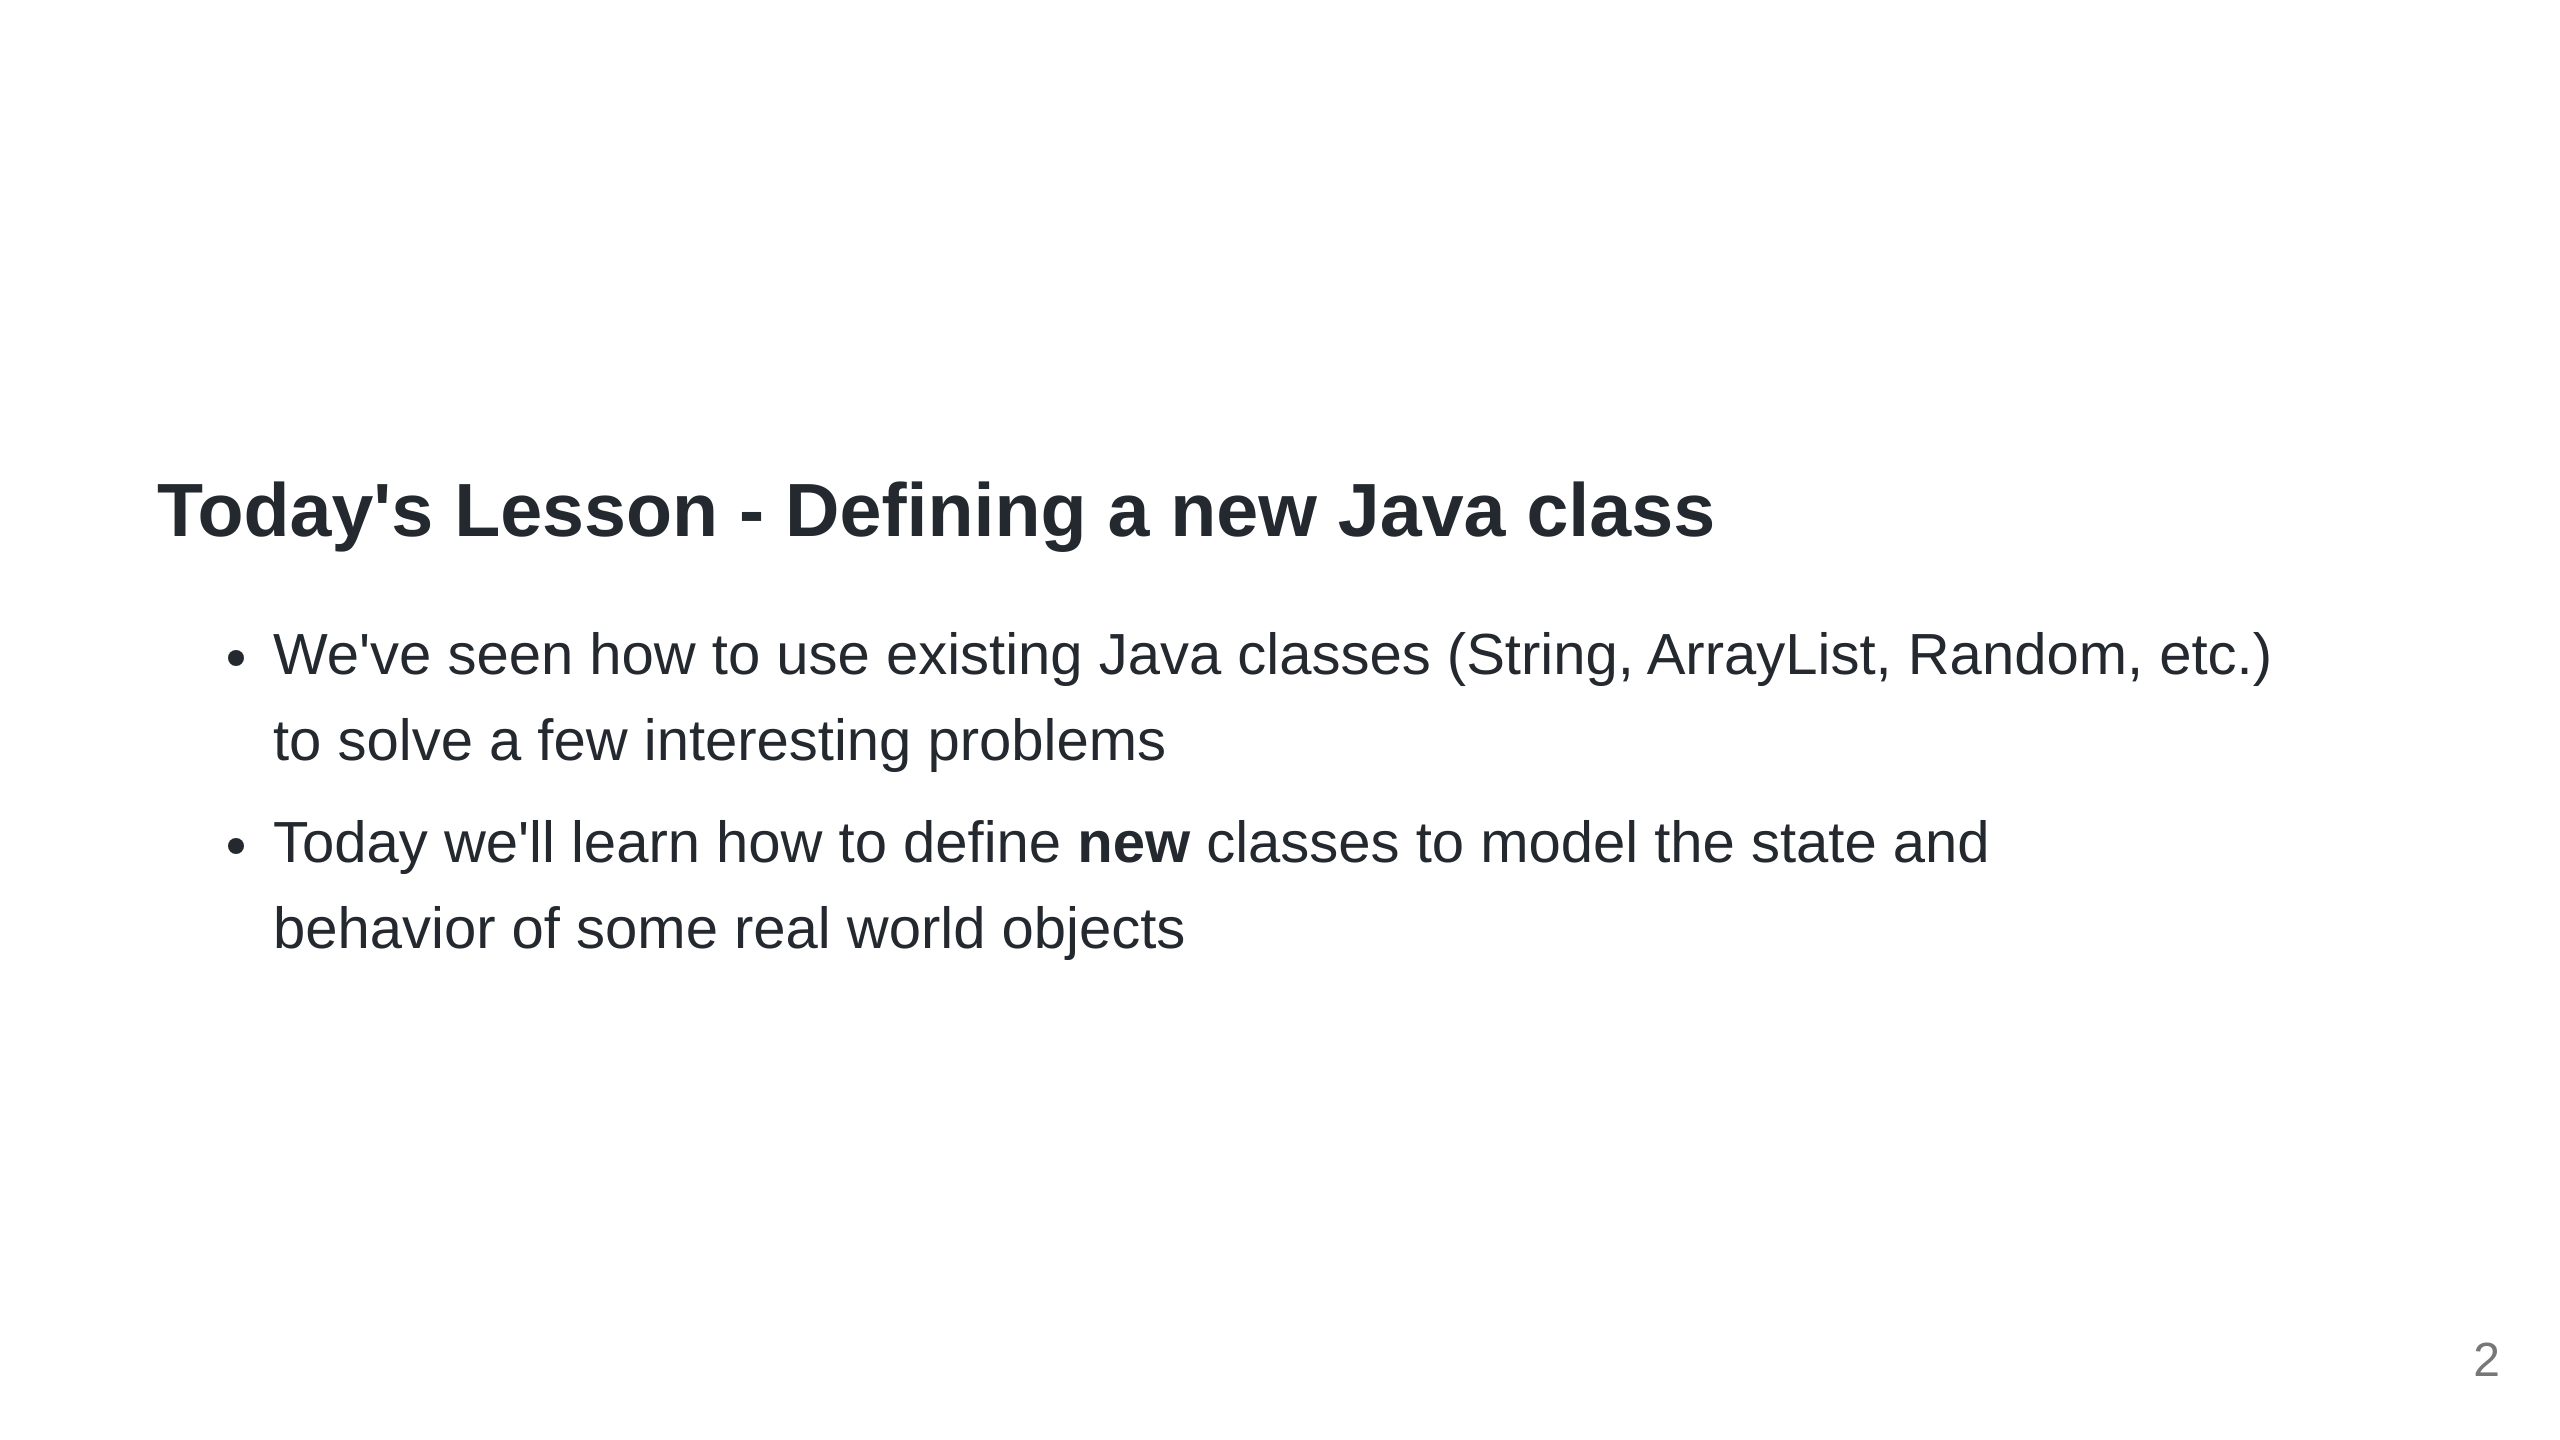 Today's Lesson - Defining a new Java class
• We've seen how to use existing Java classes (String, ArrayList, Random, etc.)
to solve a few interesting problems
• Today we'll learn how to define new classes to model the state and
behavior of some real world objects
2